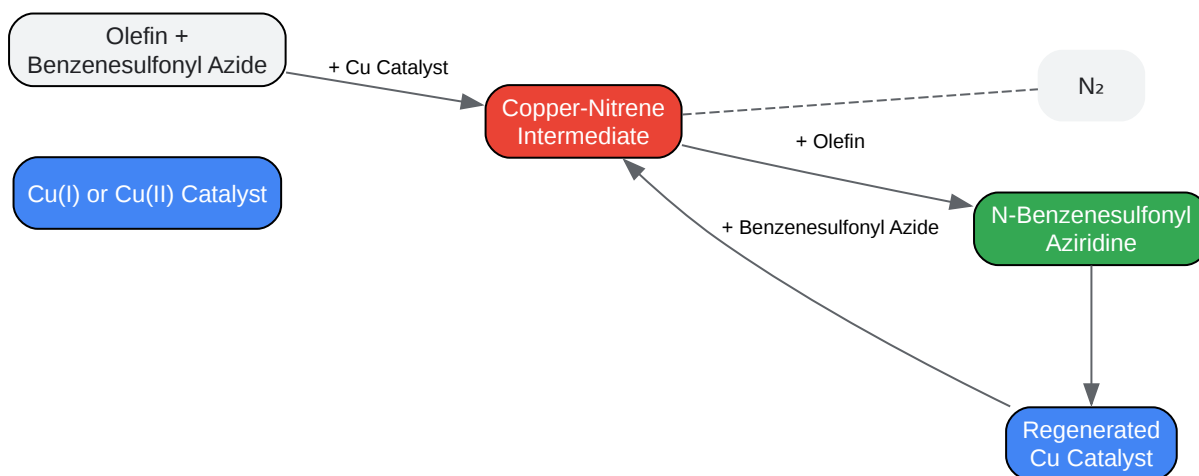 Olefin +
Benzenesulfonyl Azide
+ Cu Catalyst
Copper-Nitrene
Intermediate
N₂
+ Olefin
Cu(I) or Cu(II) Catalyst
+ Benzenesulfonyl Azide
N-Benzenesulfonyl
Aziridine
Regenerated
Cu Catalyst